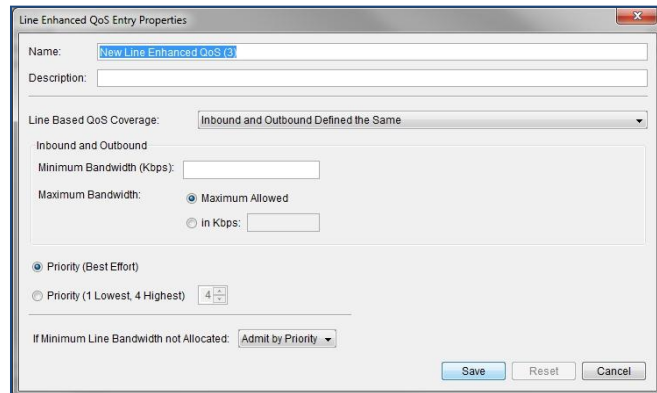 Line Enhanced QoS Entry Properties
Name: New Line Enhanced QoS (3)
Description:
Line Based QoS Coverage: Inbound and Outbound Defined the Same
Inbound and Outbound
Minimum Bandwidth (Kbps):
Maximum Bandwidth: Maximum Allowed
in Kbps:
Priority (Best Effort)
Priority (1 Lowest, 4 Highest) 4
If Minimum Line Bandwidth not Allocated: Admit by Priority
Save Reset Cancel